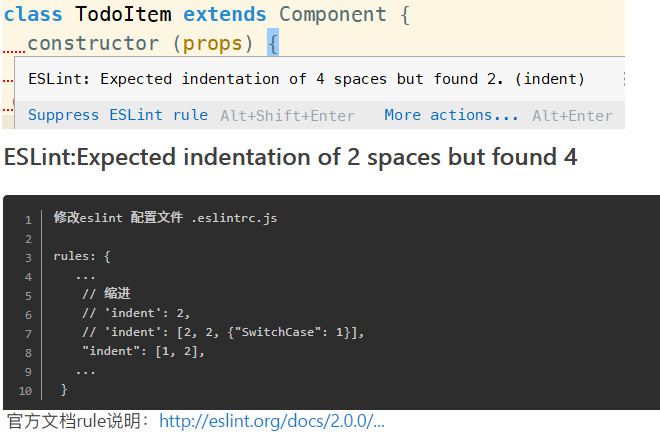 class TodoItem extends Component {
constructor (props) {
ESLint: Expected indentation of 4 spaces but found 2. (indent)
Suppress ESLint rule Alt+Shift+Enter More actions... Alt+Enter
ESLint:Expected indentation of 2 spaces but found 4
1 修改eslint 配置文件 .eslintrc.js
2
3 rules: {
4 ...
5 // 缩进
6 // 'indent': 2,
7 // 'indent': [2, 2, {"SwitchCase": 1}],
8 "indent": [1, 2],
9 ...
10 }
官方文档rule说明：http://eslint.org/docs/2.0.0/...